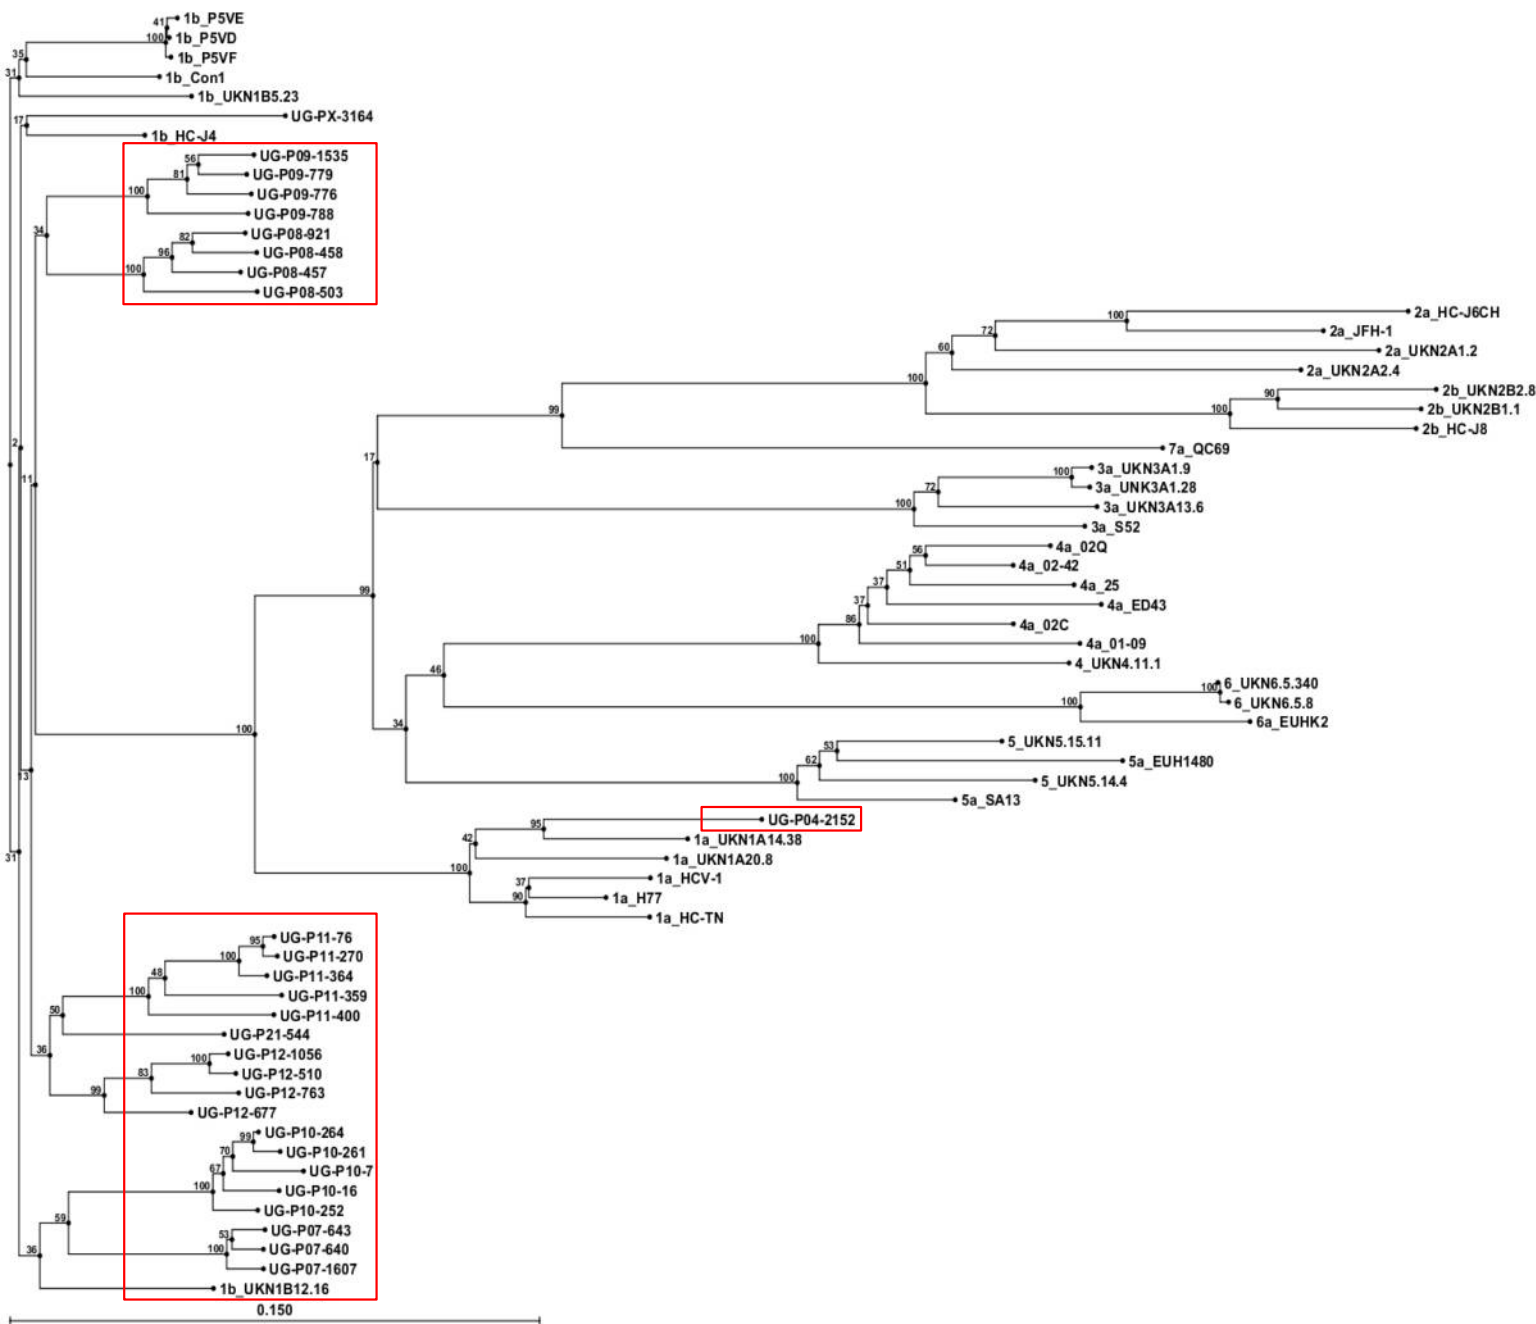 41
1b_P5VE
100
1b_P5VD
1b_P5VF
35
31
1b_Con1
1b_UKN1B5.23
17
UG-PX-3164
1b_HC-J4
56
UG-P09-1535
81
UG-P09-779
100
UG-P09-776
UG-P09-788
34
82
UG-P08-921
96
UG-P08-458
100
UG-P08-457
UG-P08-503
100
2a_HC-J6CH
72
2a_JFH-1
60
2a_UKN2A1.2
100
2a_UKN2A2.4
90
2b_UKN2B2.8
100
2b_UKN2B1.1
2b_HC-J8
99
7a_QC69
2
17
100
3a_UKN3A1.9
72
3a_UNK3A1.28
100
3a_UKN3A13.6
3a_S52
11
56
4a_02Q
51
4a_02-42
37
4a_25
37
4a_ED43
86
4a_02C
100
4a_01-09
4_UKN4.11.1
99
46
100
6_UKN6.5.340
100
6_UKN6.5.8
6a_EUHK2
34
100
53
5_UKN5.15.11
62
5a_EUH1480
100
5_UKN5.14.4
5a_SA13
13
95
UG-P04-2152
42
1a_UKN1A14.38
1a_UKN1A20.8
100
37
1a_HCV-1
90
1a_H77
1a_HC-TN
31
95
UG-P11-76
100
UG-P11-270
48
UG-P11-364
100
UG-P11-359
50
UG-P11-400
UG-P21-544
36
100
UG-P12-1056
83
UG-P12-510
99
UG-P12-763
UG-P12-677
99
UG-P10-264
70
UG-P10-261
67
UG-P10-7
100
UG-P10-16
UG-P10-252
59
53
UG-P07-643
100
UG-P07-640
36
UG-P07-1607
1b_UKN1B12.16
0.150